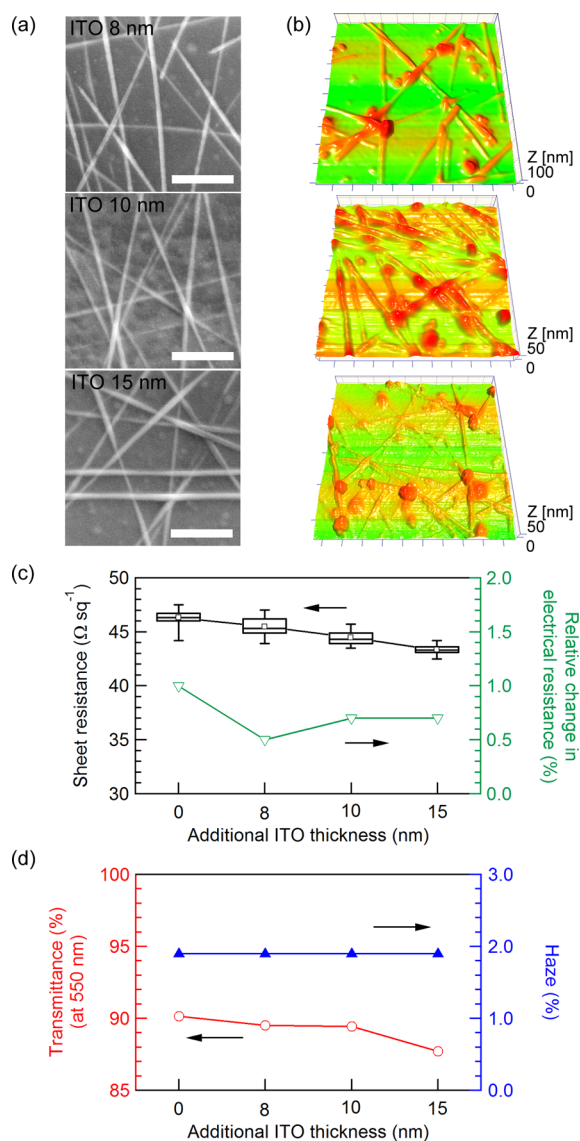 (a)
ITO 8 nm
ITO 10 nm
ITO 15 nm
(b)
Z [nm]
100
0
Z [nm]
50
0
Z [nm]
50
0
(c)
Sheet resistance (Ω sq⁻¹)
50
45
40
35
30
2.0
1.5
1.0
0.5
0.0
Relative change in
electrical resistance (%)
0 8 10 15
Additional ITO thickness (nm)
(d)
Transmittance (%)
(at 550 nm)
100
95
90
85
3.0
2.0
1.0
0.0
Haze (%)
0 8 10 15
Additional ITO thickness (nm)